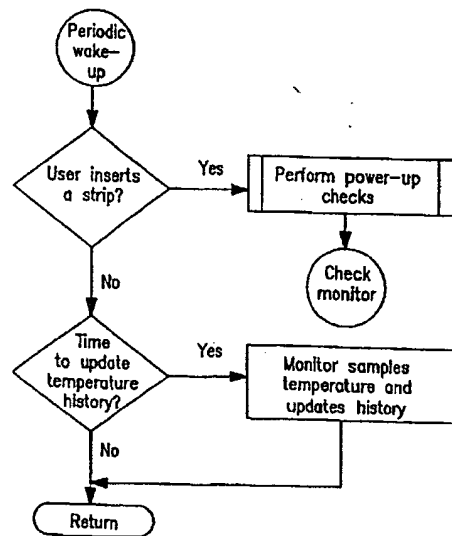 Periodic
wake-
up
User inserts
a strip?
Yes
Perform power-up
checks
No
Check
monitor
Time
to update
temperature
history?
Yes
Monitor samples
temperature and
updates history
No
Return